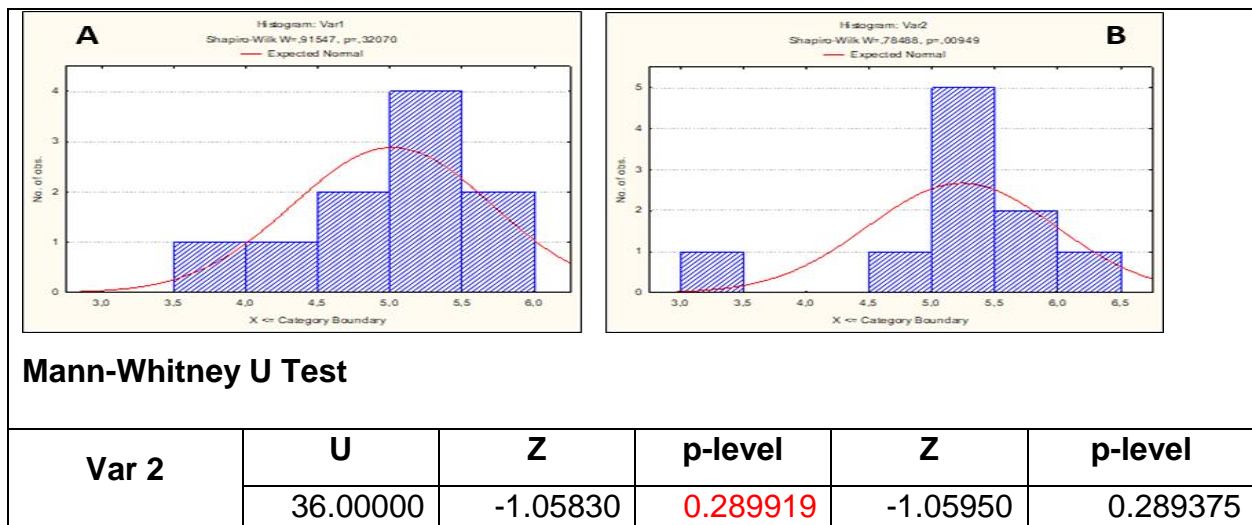 A
Histogram: Var1
Shapiro-Wilk W=,91547, p=,32070
Expected Normal
No. of obs.
4
3
2
1
0
3,0 3,5 4,0 4,5 5,0 5,5 6,0
X <= Category Boundary
B
Histogram: Var2
Shapiro-Wilk W=,78488, p=,00949
Expected Normal
No. of obs.
5
4
3
2
1
0
3,0 3,5 4,0 4,5 5,0 5,5 6,0 6,5
X <= Category Boundary
Mann-Whitney U Test
Var 2 U Z p-level Z p-level
36.00000 -1.05830 0.289919 -1.05950 0.289375